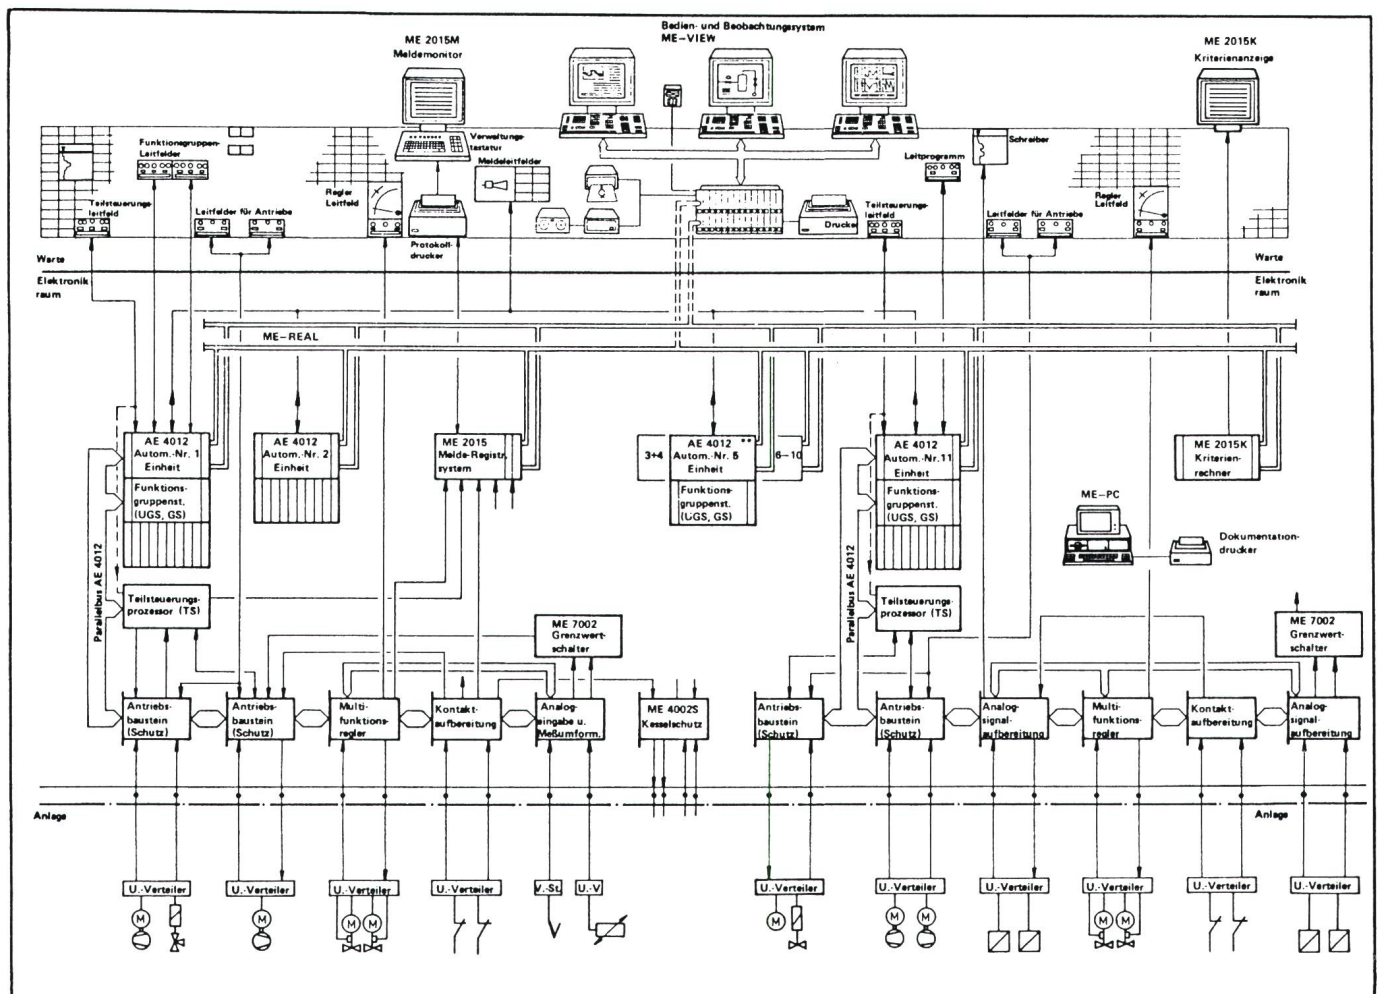 Bedien- und Beobachtungssystem
ME-VIEW
ME 2015M
Meldemonitor
ME 2015K
Kriterienanzeige
Funktionsgruppen-
Leitfelder
Verwaltungs-
tastatur
Meldeleitfelder
Leitprogramm
Schreiber
Teilsteuerungs-
leitfeld
Leitfelder für Antriebe
Regler
Leitfeld
Protokoll-
drucker
Drucker
Teilsteuerungs-
leitfeld
Leitfelder für Antriebe
Regler
Leitfeld
Warte
Warte
Elektronik
raum
Elektronik
raum
ME-REAL
AE 4012
Autom.-Nr. 1
Einheit
Funktions-
gruppenst.
(UGS, GS)
AE 4012
Autom.-Nr. 2
Einheit
ME 2015
Melde-Registr.
system
3+4
AE 4012
Autom.-Nr. 5
Einheit
6-10
Funktions-
gruppenst.
(UGS, GS)
AE 4012
Autom.-Nr. 11
Einheit
Funktions-
gruppenst.
(UGS, GS)
ME 2015K
Kriterien-
rechner
ME-PC
Dokumentation-
drucker
Parallelbus AE 4012
Teilsteuerungs-
prozessor (TS)
ME 7002
Grenzwert-
schalter
Parallelbus AE 4012
Teilsteuerungs-
prozessor (TS)
ME 7002
Grenzwert-
schalter
Antriebs-
baustein
(Schutz)
Antriebs-
baustein
(Schutz)
Multi-
funktions-
regler
Kontakt-
aufbereitung
Analog-
eingabe u.
Meßumform.
ME 4002S
Kesselschutz
Antriebs-
baustein
(Schutz)
Antriebs-
baustein
(Schutz)
Analog-
signal-
aufbereitung
Multi-
funktions-
regler
Kontakt-
aufbereitung
Analog-
signal-
aufbereitung
Anlage
Anlage
U.-Verteiler
U.-Verteiler
U.-Verteiler
U.-Verteiler
V.-St.
U.-V
U.-Verteiler
U.-Verteiler
U.-Verteiler
U.-Verteiler
U.-Verteiler
U.-Verteiler
M
M
M
M
M
M
M
M
M